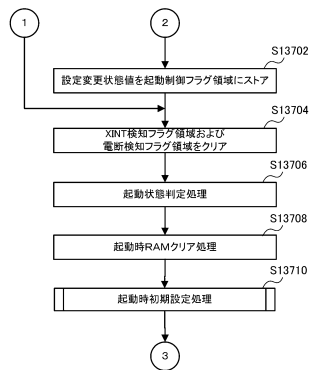 1
2
S13702
設定変更状態値を起動制御フラグ領域にストア
S13704
XINT検知フラグ領域および
電断検知フラグ領域をクリア
S13706
起動状態判定処理
S13708
起動時RAMクリア処理
S13710
起動時初期設定処理
3